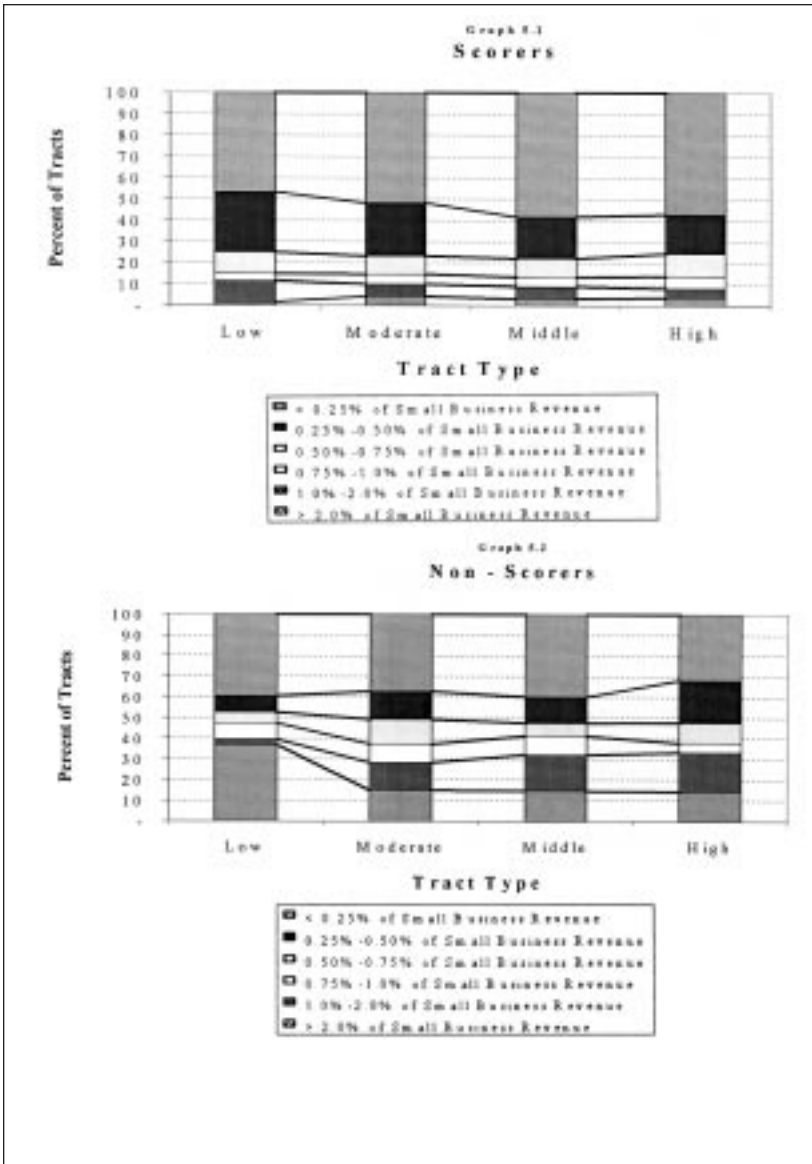 Graph 5.1
Scorers
100
90
80
70
60
50
40
30
20
10
-
Percent of Tracts
Low Moderate Middle High
Tract Type
< 0.25% of Small Business Revenue
0.25%-0.50% of Small Business Revenue
0.50%-0.75% of Small Business Revenue
0.75%-1.0% of Small Business Revenue
1.0%-2.0% of Small Business Revenue
> 2.0% of Small Business Revenue
Graph 5.2
Non - Scorers
100
90
80
70
60
50
40
30
20
10
-
Percent of Tracts
Low Moderate Middle High
Tract Type
< 0.25% of Small Business Revenue
0.25%-0.50% of Small Business Revenue
0.50%-0.75% of Small Business Revenue
0.75%-1.0% of Small Business Revenue
1.0%-2.0% of Small Business Revenue
> 2.0% of Small Business Revenue